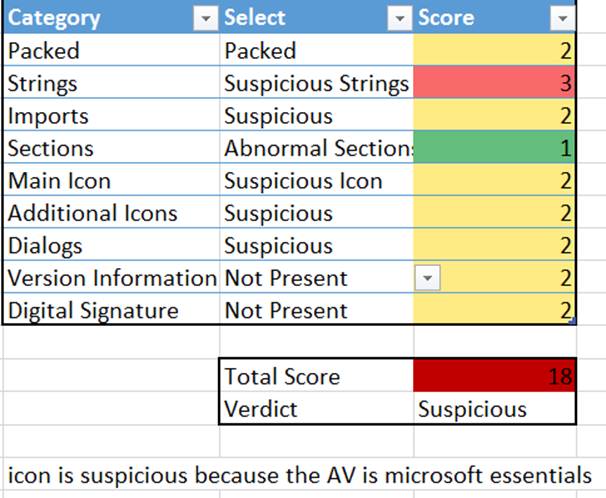 Category Select Score
Packed Packed 2
Strings Suspicious Strings 3
Imports Suspicious 2
Sections Abnormal Section 1
Main Icon Suspicious Icon 2
Additional Icons Suspicious 2
Dialogs Suspicious 2
Version Information Not Present 2
Digital Signature Not Present 2
Total Score 18
Verdict Suspicious
icon is suspicious because the AV is microsoft essentials